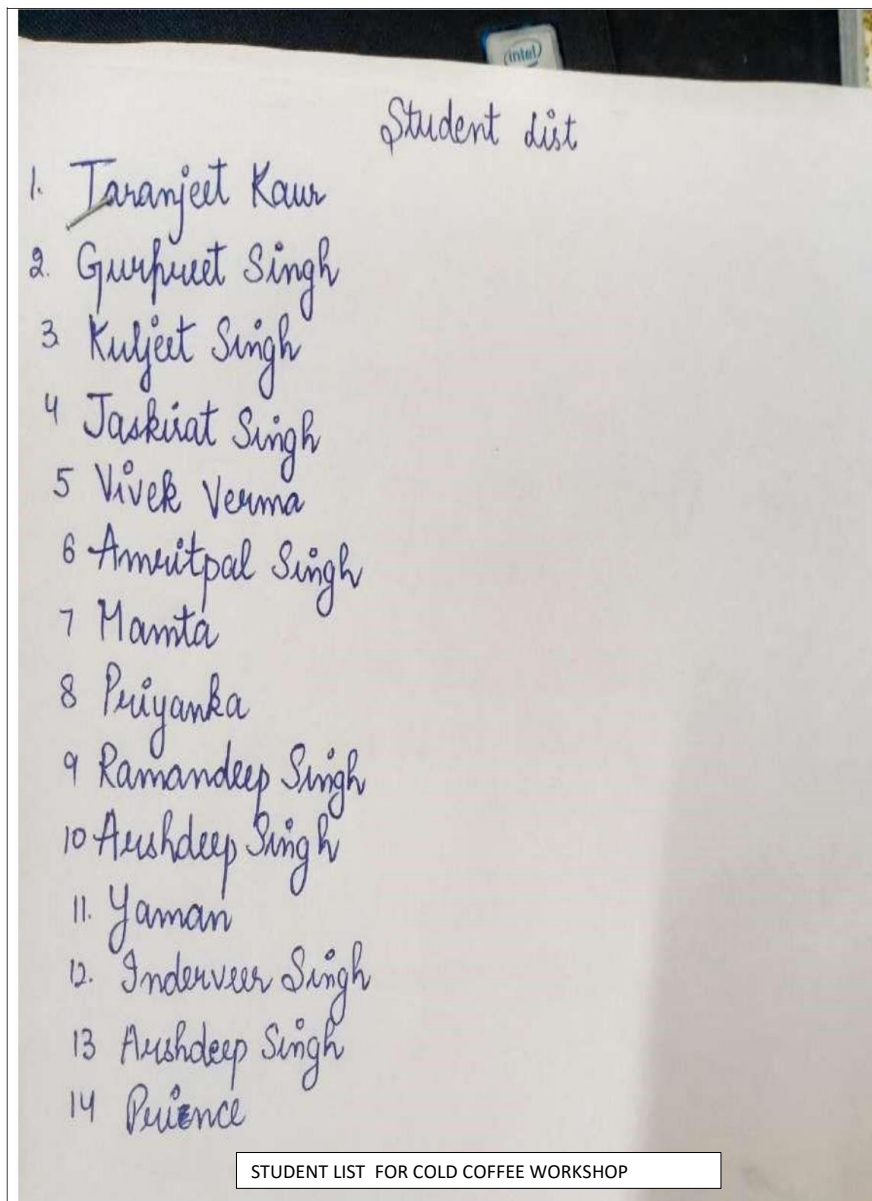 intel
Student List
1. Taranjeet Kaur
2. Gurpreet Singh
3 Kuljeet Singh
4 Jaskirat Singh
5 Vivek Verma
6 Amritpal Singh
7 Mamta
8 Priyanka
9 Ramandeep Singh
10 Arshdeep Singh
11. Yaman
12. Inderveer Singh
13 Arshdeep Singh
14 Prience
STUDENT LIST FOR COLD COFFEE WORKSHOP